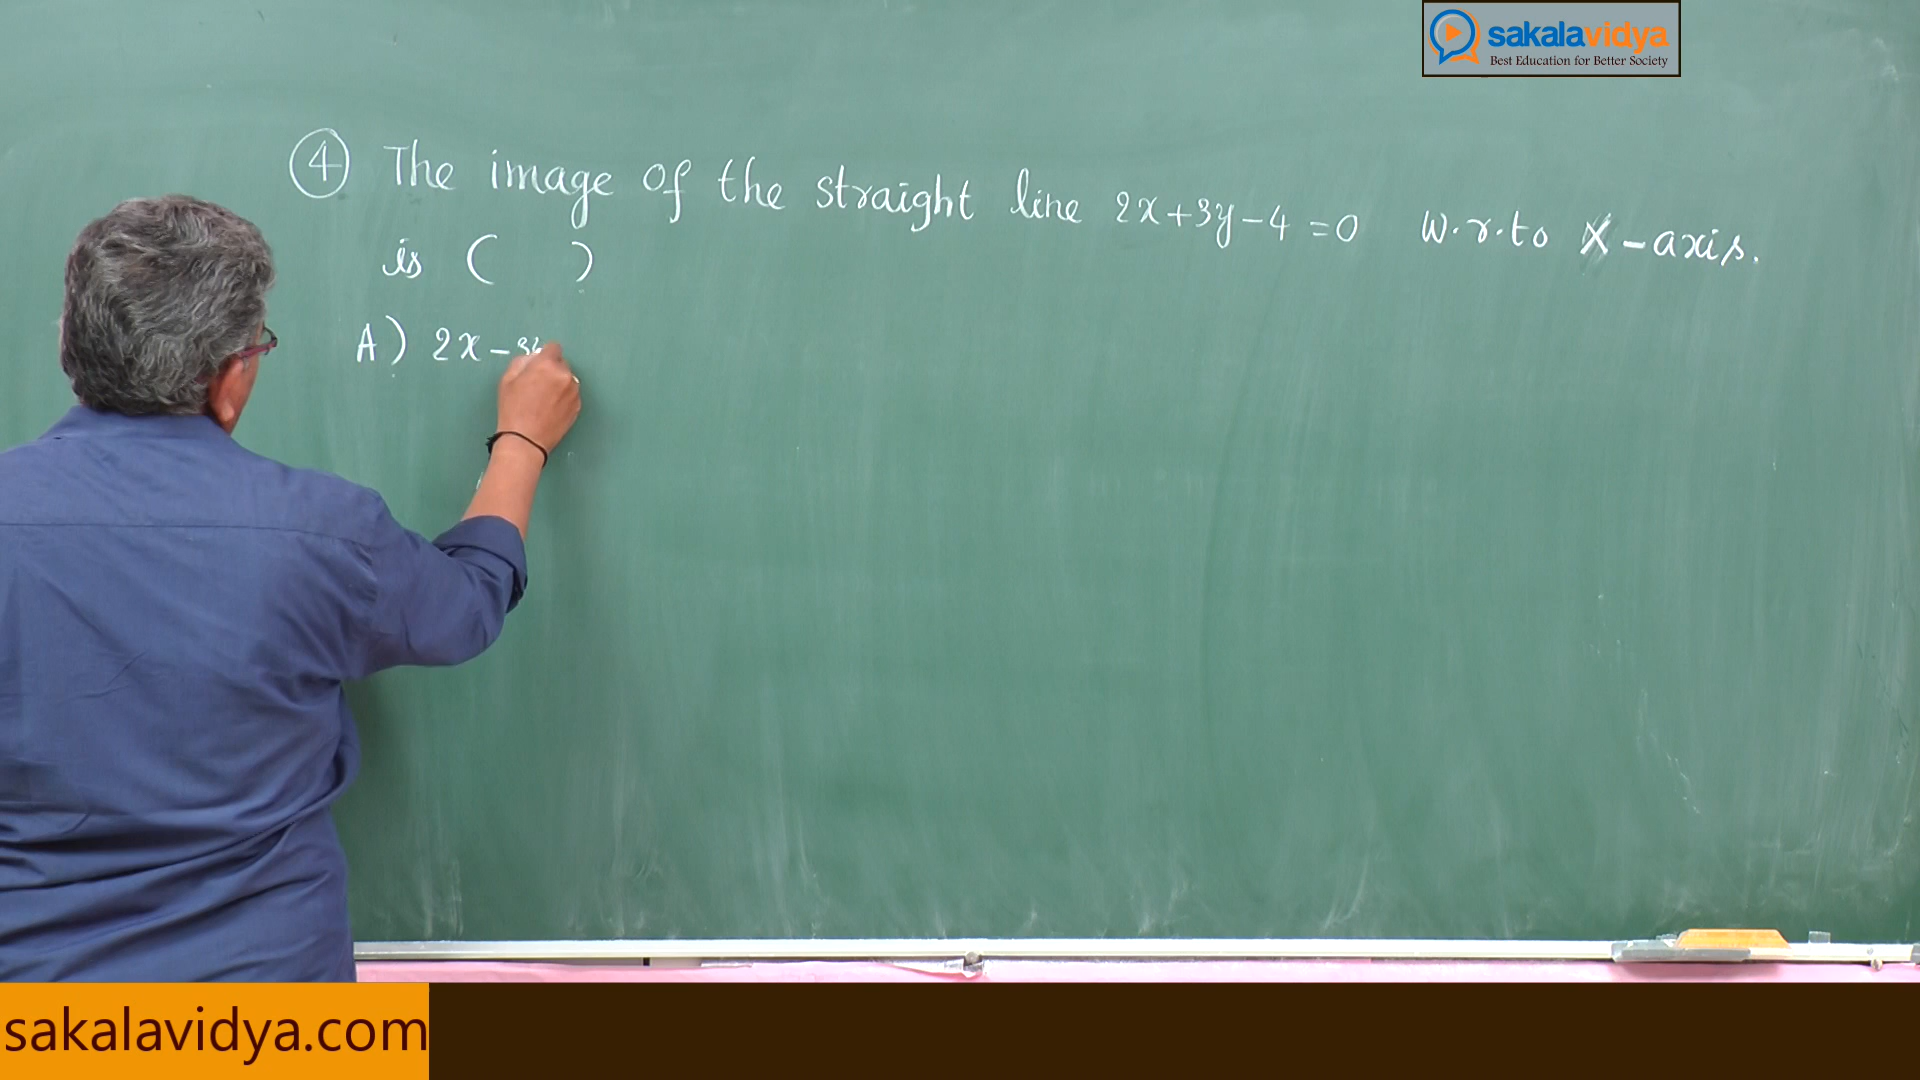 sakalavidya
Best Education for Better Society
④ The image of the straight line 2x+3y-4=0 w.r.to X-axis.
is ( )
A) 2x-3y
sakalavidya.com